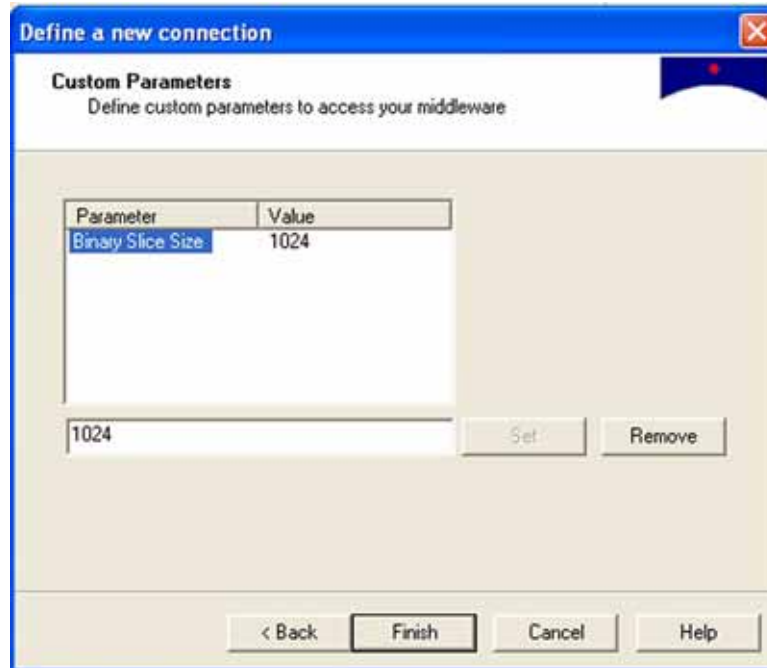 Define a new connection
Custom Parameters
Define custom parameters to access your middleware
Parameter Value
Binary Slice Size 1024
1024 Set Remove
< Back Finish Cancel Help